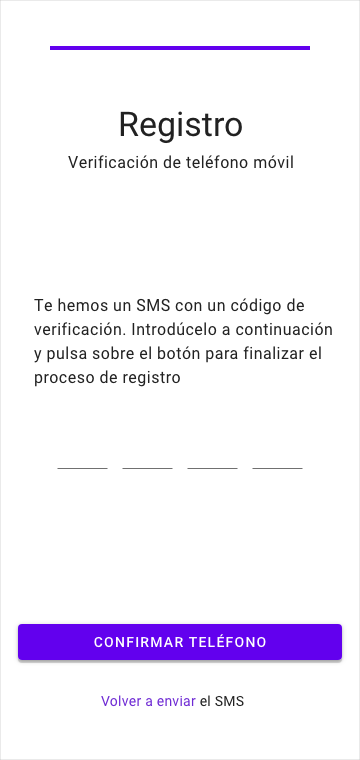 Registro
Verificación de teléfono móvil
Te hemos un SMS con un código de
verificación. Introdúcelo a continuación
y pulsa sobre el botón para finalizar el
proceso de registro
CONFIRMAR TELÉFONO
Volver a enviar el SMS